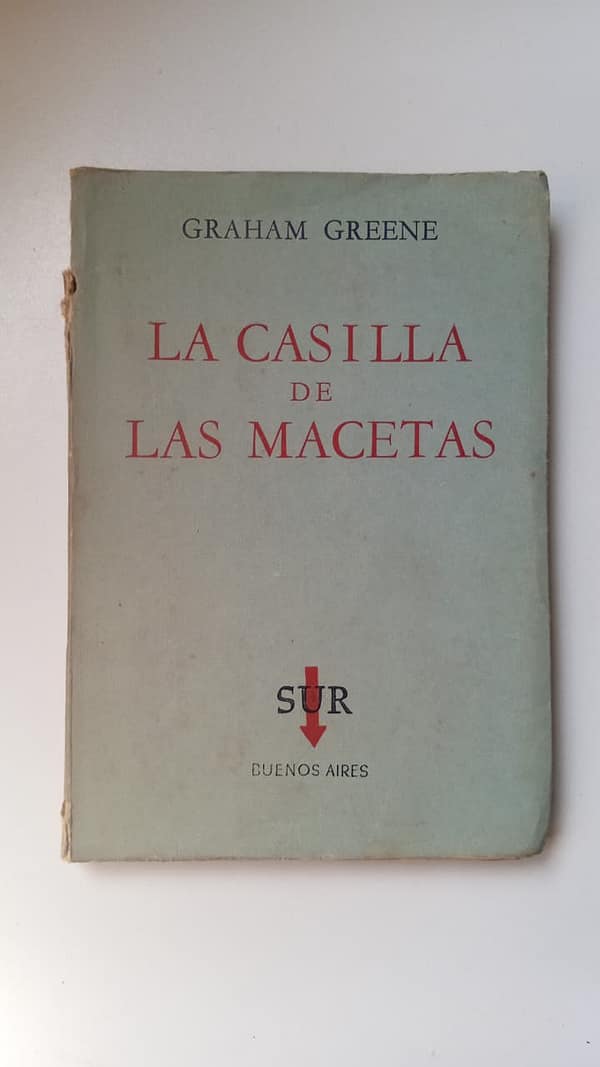 GRAHAM GREENE
LA CASILLA
DE
LAS MACETAS
SUR
BUENOS AIRES